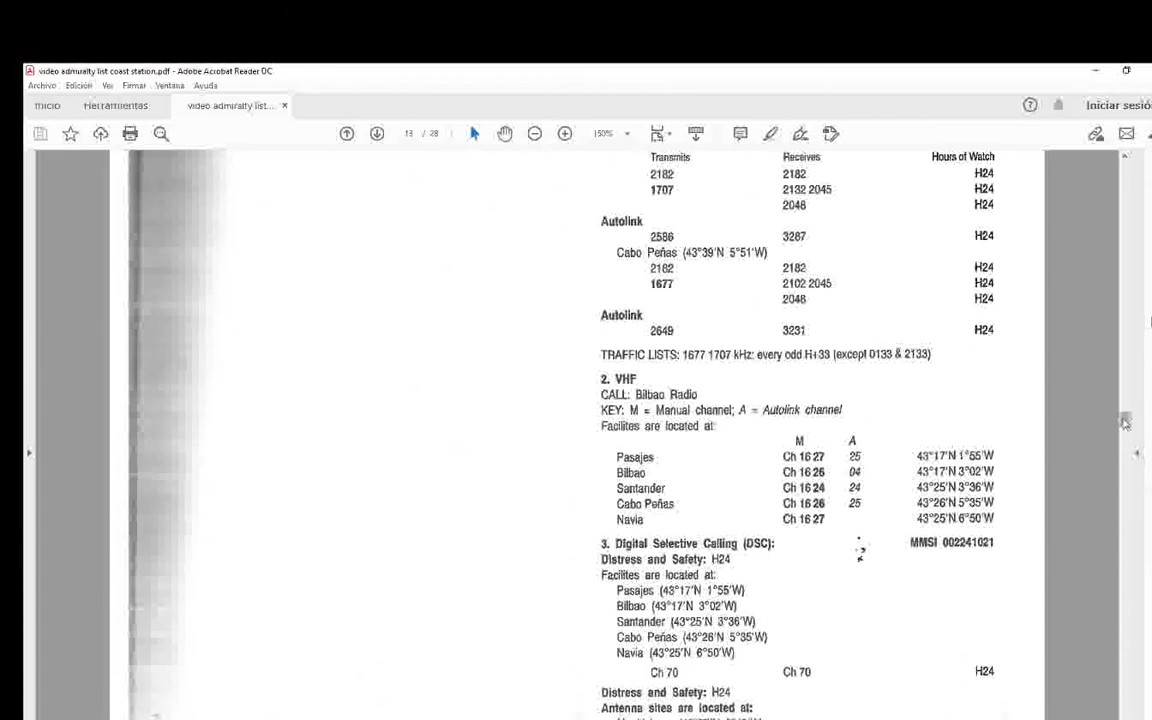 video admiralty list coast station.pdf - Adobe Acrobat Reader DC
Archivo Edición Ver Firmar Ventana Ayuda
Inicio Herramientas video admiralty list... × Iniciar sesió
13 / 28 150%
Transmits Receives Hours of Watch
2182 2182 H24
1707 2132 2045 H24
2048 H24
Autolink
2586 3287 H24
Cabo Peñas (43°39'N 5°51'W)
2182 2182 H24
1677 2102 2045 H24
2048 H24
Autolink
2649 3231 H24
TRAFFIC LISTS: 1677 1707 kHz: every odd H+33 (except 0133 & 2133)
2. VHF
CALL: Bilbao Radio
KEY: M = Manual channel; A = Autolink channel
Facilites are located at:
M A
Pasajes Ch 16 27 25 43°17'N 1°55'W
Bilbao Ch 16 26 04 43°17'N 3°02'W
Santander Ch 16 24 24 43°25'N 3°36'W
Cabo Peñas Ch 16 26 25 43°26'N 5°35'W
Navia Ch 16 27 43°25'N 6°50'W
3. Digital Selective Calling (DSC): MMSI 002241021
Distress and Safety: H24
Facilites are located at:
Pasajes (43°17'N 1°55'W)
Bilbao (43°17'N 3°02'W)
Santander (43°25'N 3°36'W)
Cabo Peñas (43°26'N 5°35'W)
Navia (43°25'N 6°50'W)
Ch 70 Ch 70 H24
Distress and Safety: H24
Antenna sites are located at: